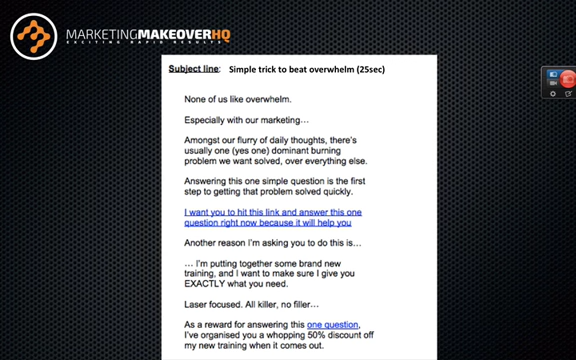 MARKETINGMAKEOVERHQ
EXCITING RAPID RESULTS
Subject line: Simple trick to beat overwhelm (25sec)
None of us like overwhelm.
Especially with our marketing…
Amongst our flurry of daily thoughts, there's
usually one (yes one) dominant burning
problem we want solved, over everything else.
Answering this one simple question is the first
step to getting that problem solved quickly.
I want you to hit this link and answer this one
question right now because it will help you
Another reason I'm asking you to do this is…
… I'm putting together some brand new
training, and I want to make sure I give you
EXACTLY what you need.
Laser focused. All killer, no filler…
As a reward for answering this one question,
I've organised you a whopping 50% discount off
my new training when it comes out.